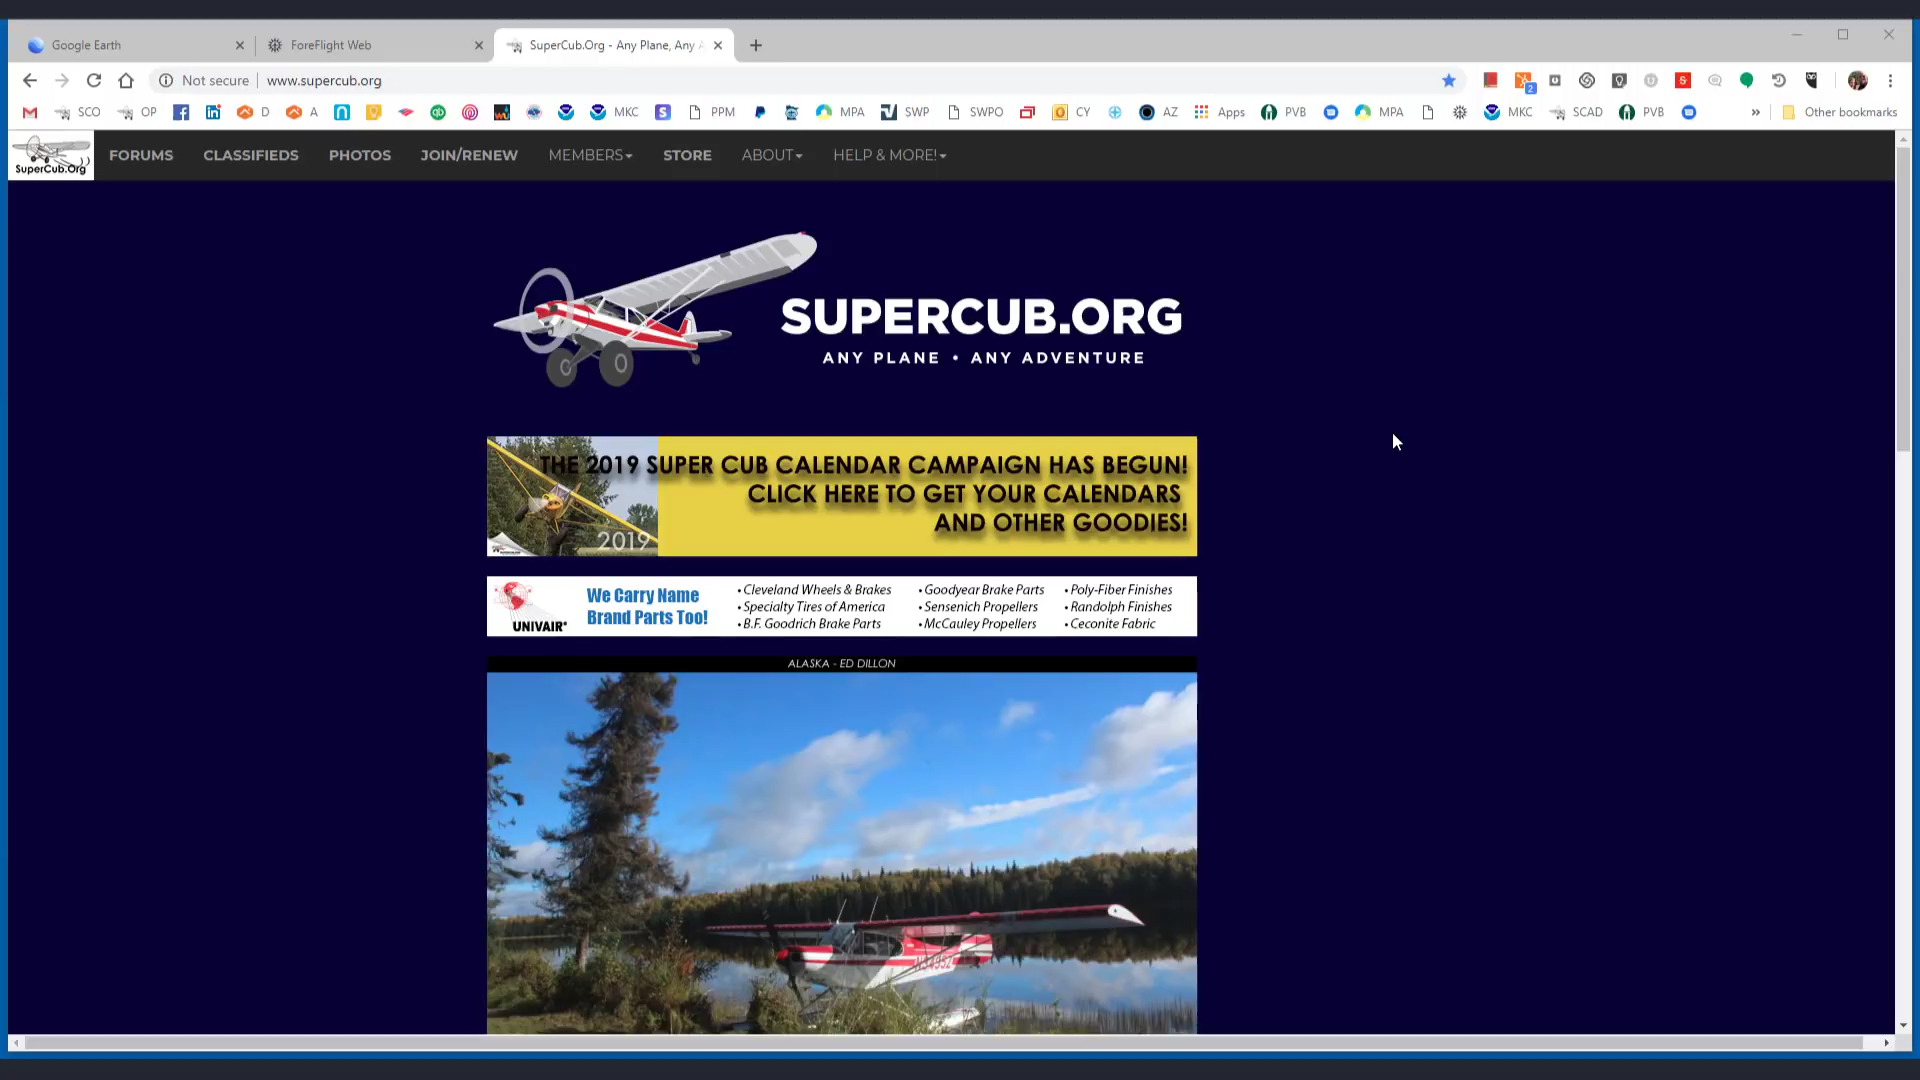 Google Earth
ForeFlight Web
SuperCub.Org - Any Plane, Any A
Not secure
www.supercub.org
2
SCO
OP
D
A
MKC
PPM
MPA
SWP
SWPO
CY
AZ
Apps
PVB
MPA
MKC
SCAD
PVB
»
Other bookmarks
SuperCub.Org
FORUMS
CLASSIFIEDS
PHOTOS
JOIN/RENEW
MEMBERS
STORE
ABOUT
HELP & MORE!
SUPERCUB.ORG
ANY PLANE • ANY ADVENTURE
THE 2019 SUPER CUB CALENDAR CAMPAIGN HAS BEGUN!
CLICK HERE TO GET YOUR CALENDARS
AND OTHER GOODIES!
2019
UNIVAIR
We Carry Name
Brand Parts Too!
• Cleveland Wheels & Brakes
• Specialty Tires of America
• B.F. Goodrich Brake Parts
• Goodyear Brake Parts
• Sensenich Propellers
• McCauley Propellers
• Poly-Fiber Finishes
• Randolph Finishes
• Ceconite Fabric
ALASKA - ED DILLON